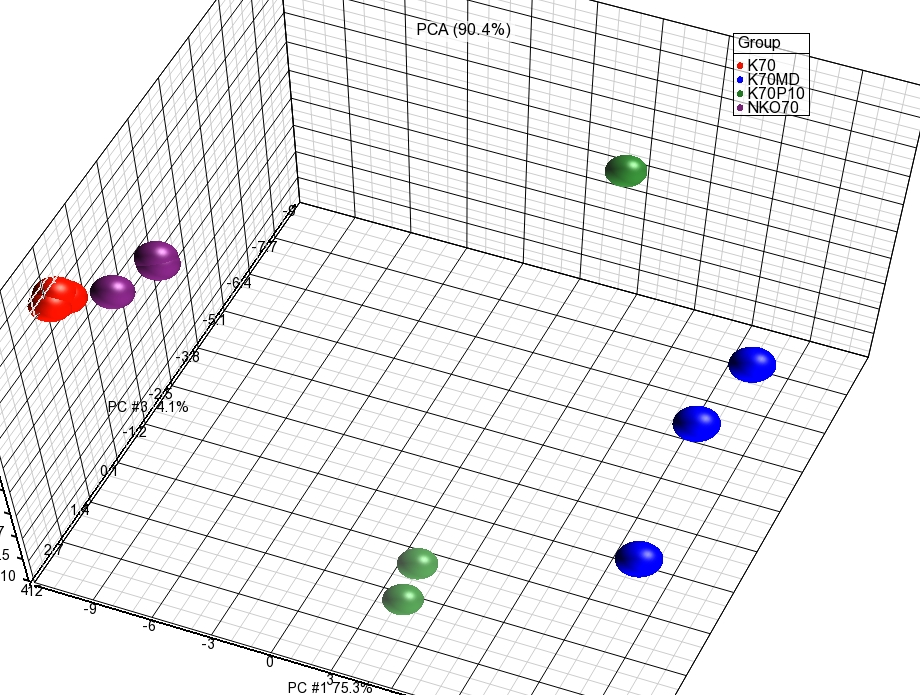 PCA (90.4%)
Group
K70
K70MD
K70P10
NKO70
-9
-7.7
-6.4
-5.1
-3.8
-2.5
PC #3, 4.1%
-1.2
0.1
1.4
2.7
10
412
-9
-6
-3
0
3
PC #1 75.3%